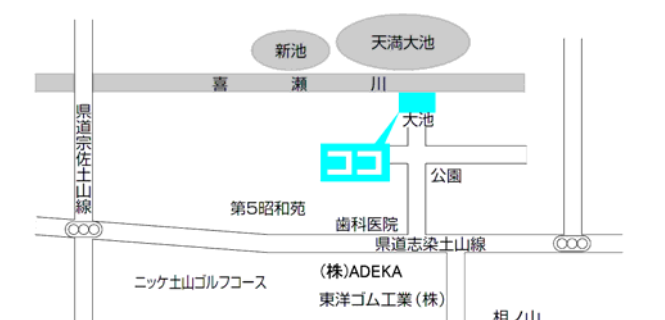 新池
天満大池
喜瀬川
県道宗佐土山線
大池
ココ
公園
第5昭和苑
歯科医院
県道志染土山線
ニッケ土山ゴルフコース
(株)ADEKA
東洋ゴム工業(株)
相ノ山